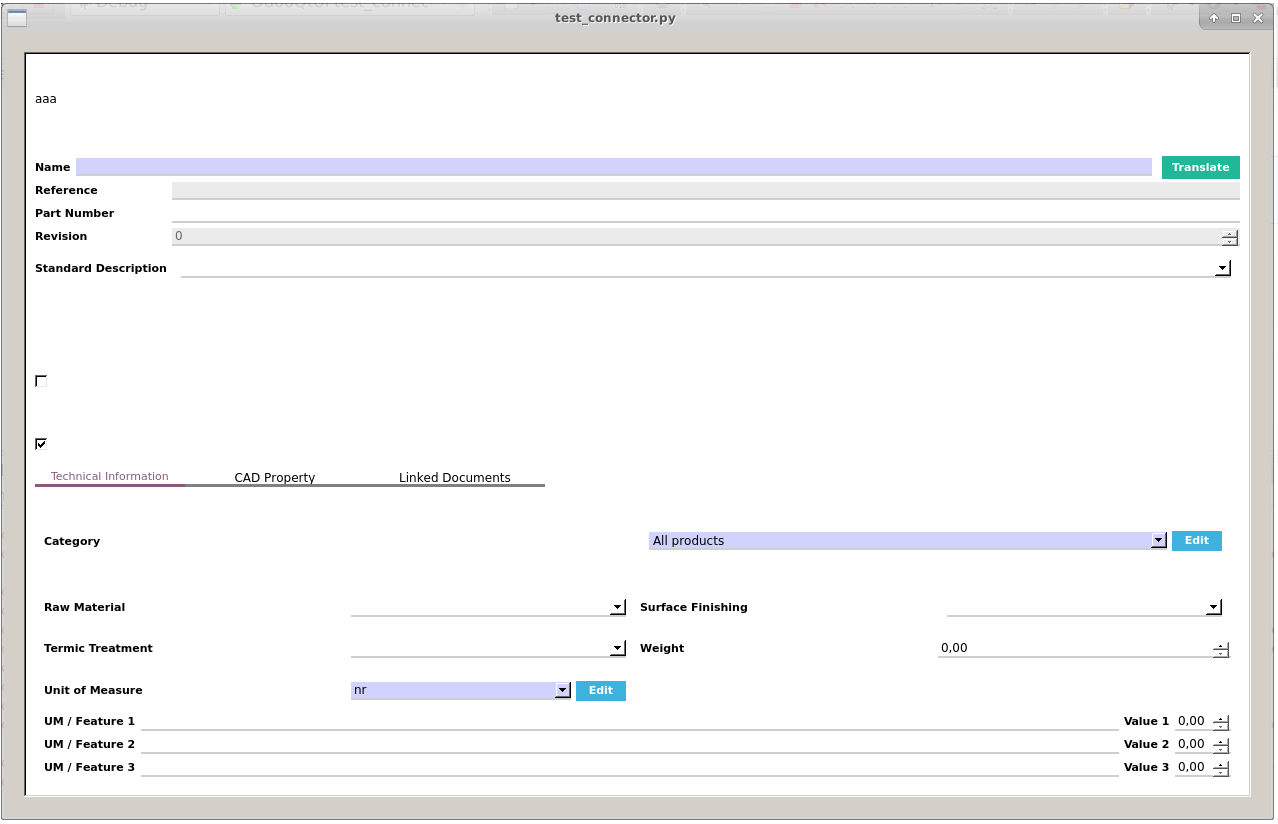 test_connector.py
aaa
Name Translate
Reference
Part Number
Revision 0
Standard Description
Technical Information CAD Property Linked Documents
Category All products Edit
Raw Material Surface Finishing
Termic Treatment Weight 0,00
Unit of Measure nr Edit
UM / Feature 1 Value 1 0,00
UM / Feature 2 Value 2 0,00
UM / Feature 3 Value 3 0,00